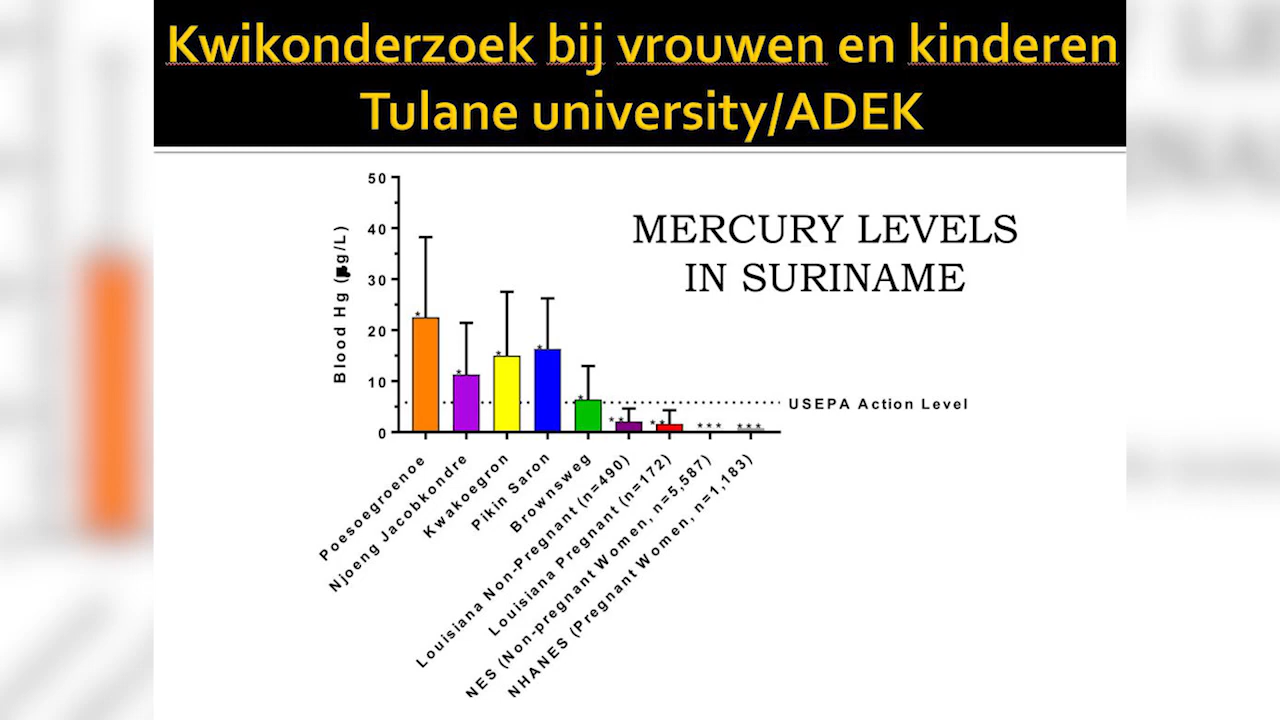 Kwikonderzoek bij vrouwen en kinderen
Tulane university/ADEK
MERCURY LEVELS
IN SURINAME
Blood Hg (µg/L)
50
40
30
20
10
0
USEPA Action Level
Poesoegroenoe
Njoeng Jacobkondre
Kwakoegron
Pikin Saron
Brownsweg
Louisiana Non-Pregnant (n=490)
Louisiana Pregnant (n=172)
NES (Non-pregnant Women, n=5,587)
NHANES (Pregnant Women, n=1,183)